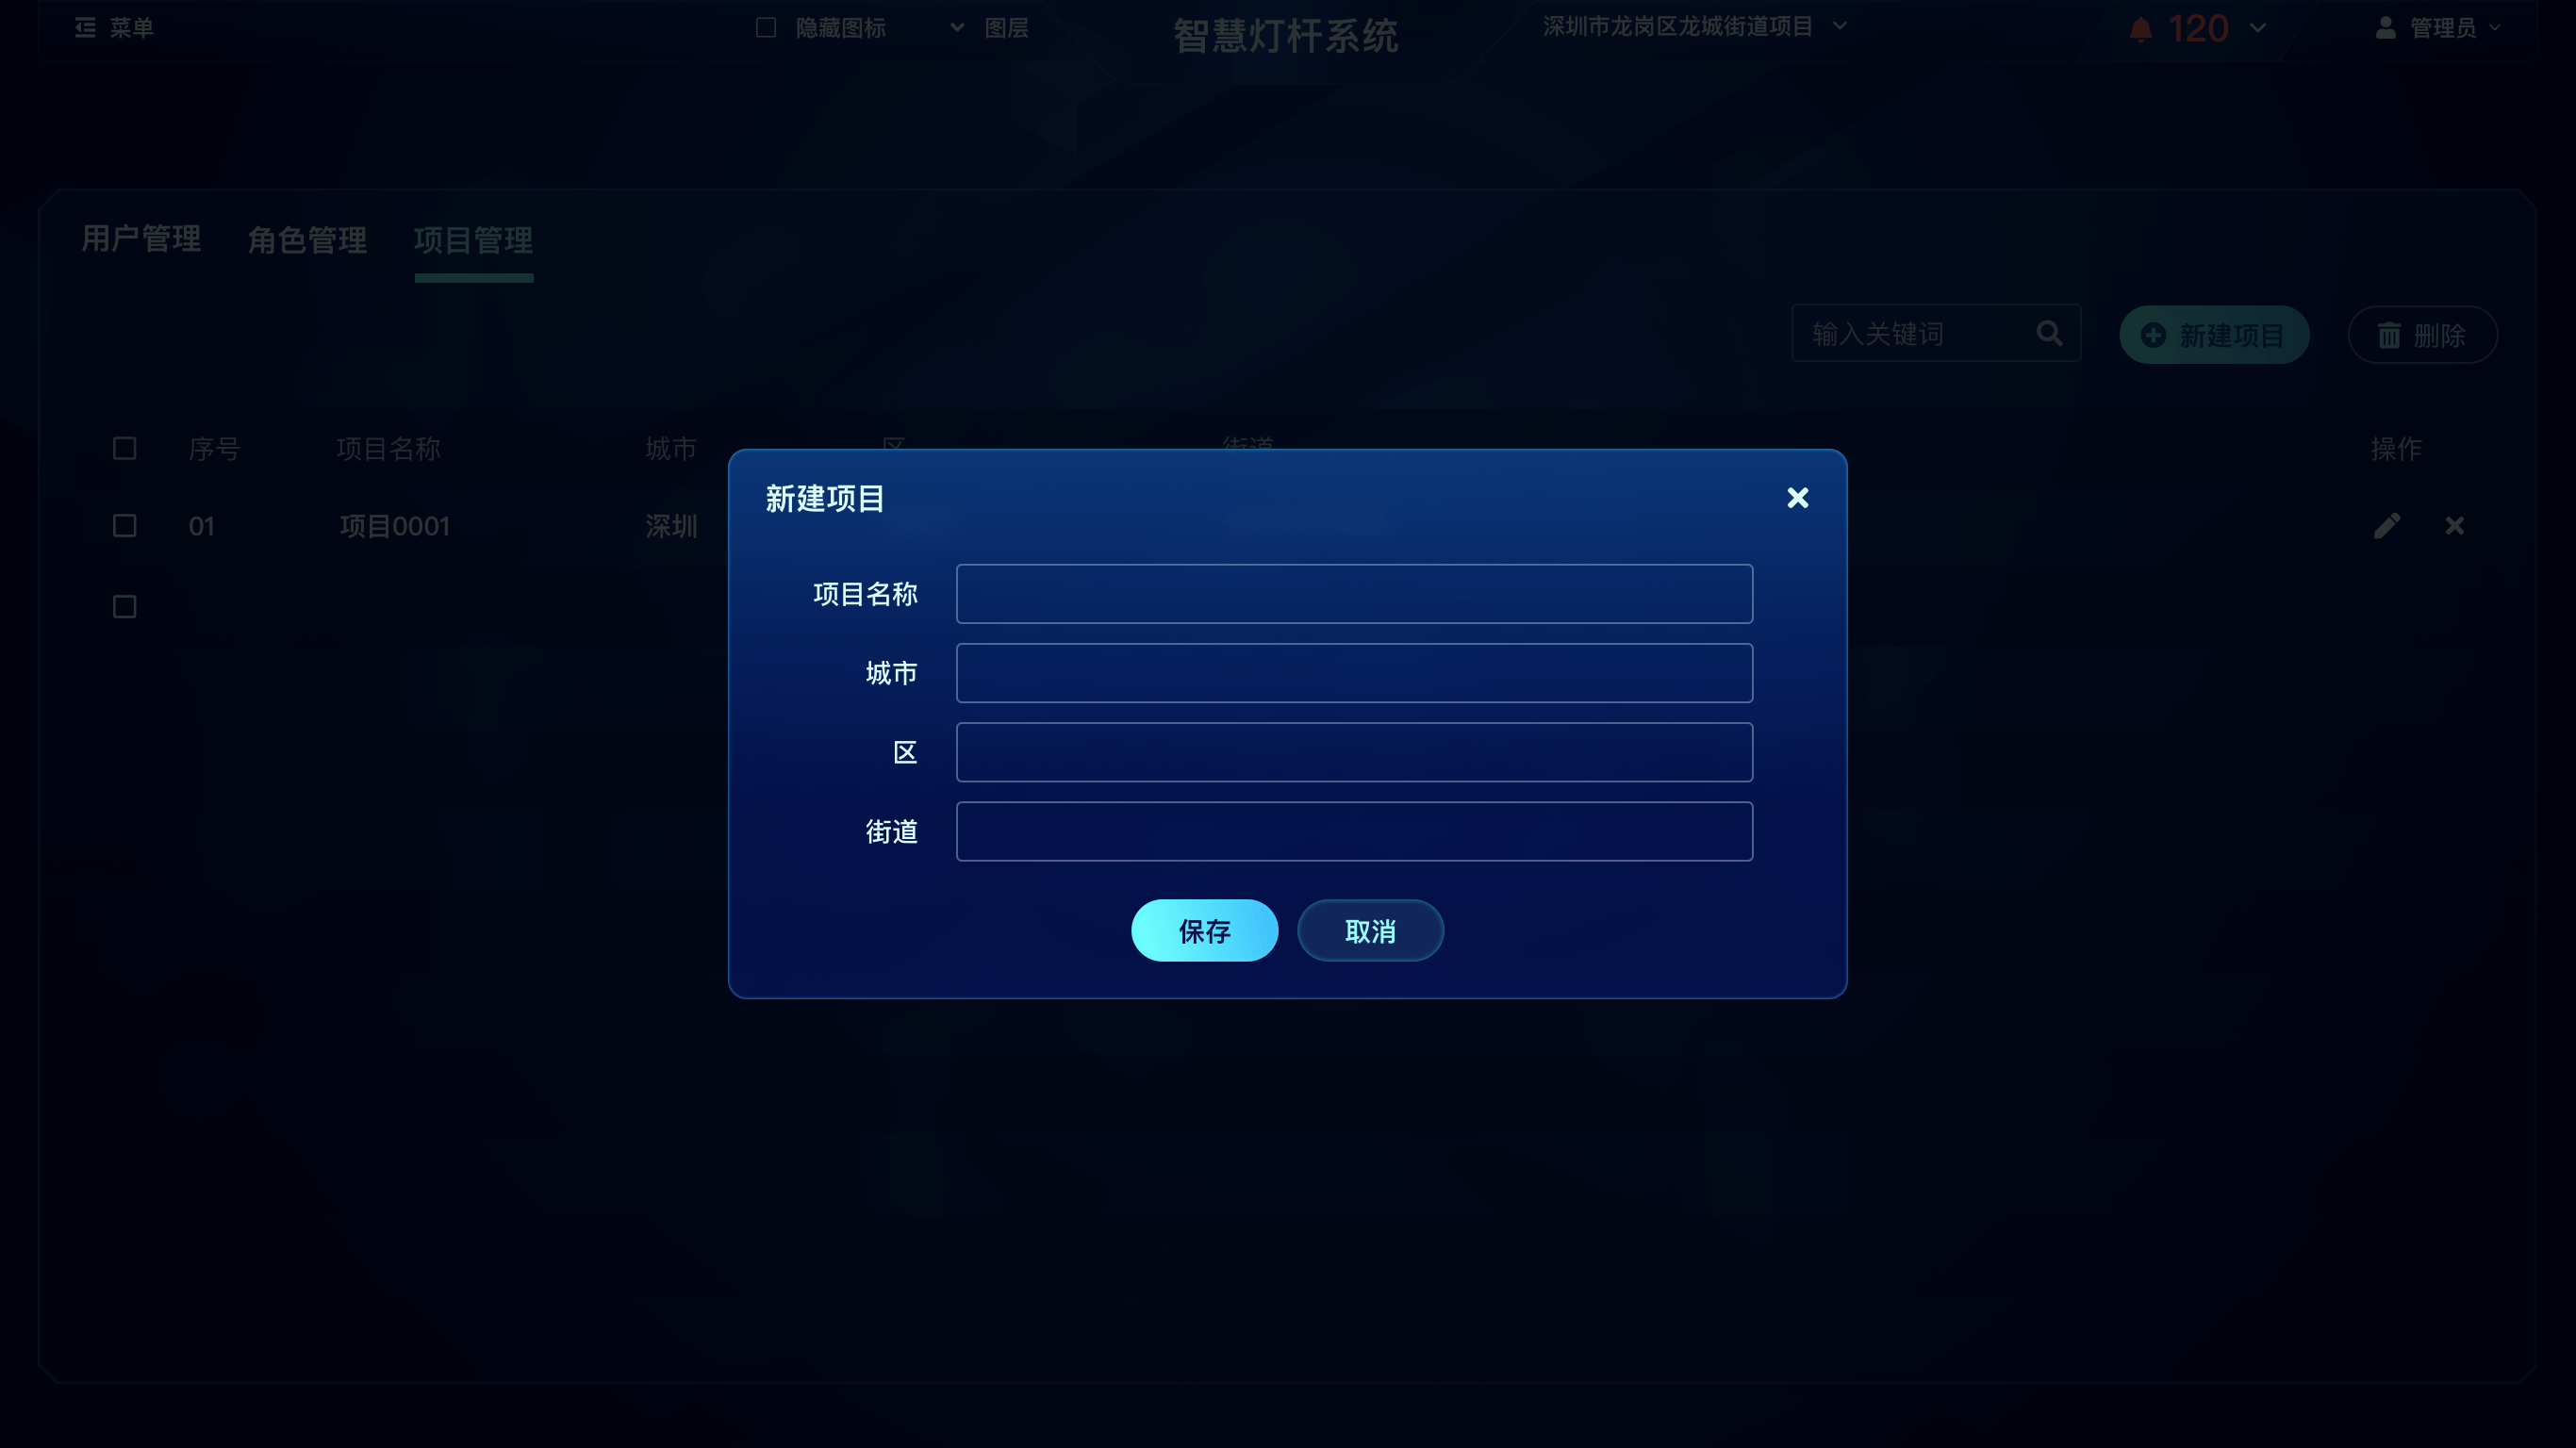 菜单
隐藏图标
图层
智慧灯杆系统
深圳市龙岗区龙城街道项目
120
管理员
用户管理
角色管理
项目管理
输入关键词
新建项目
删除
序号
项目名称
城市
区
街道
操作
01
项目0001
深圳
新建项目
项目名称
城市
区
街道
保存
取消